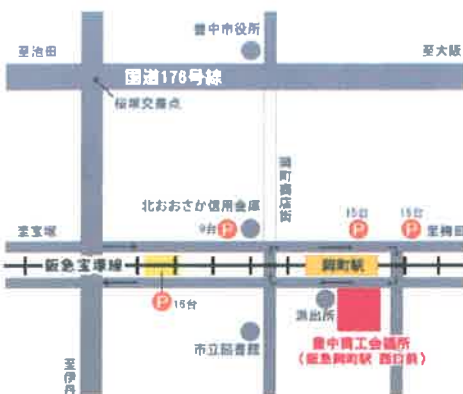 豊中市役所
至池田
至大阪
国道176号線
桜塚交差点
岡町商店街
北おおさか信用金庫
9台 P
15台
P
15台
P
至宝塚
至梅田
阪急宝塚線
岡町駅
P 15台
派出所
市立図書館
豊中商工会議所
(阪急岡町駅 西口前)
至伊丹